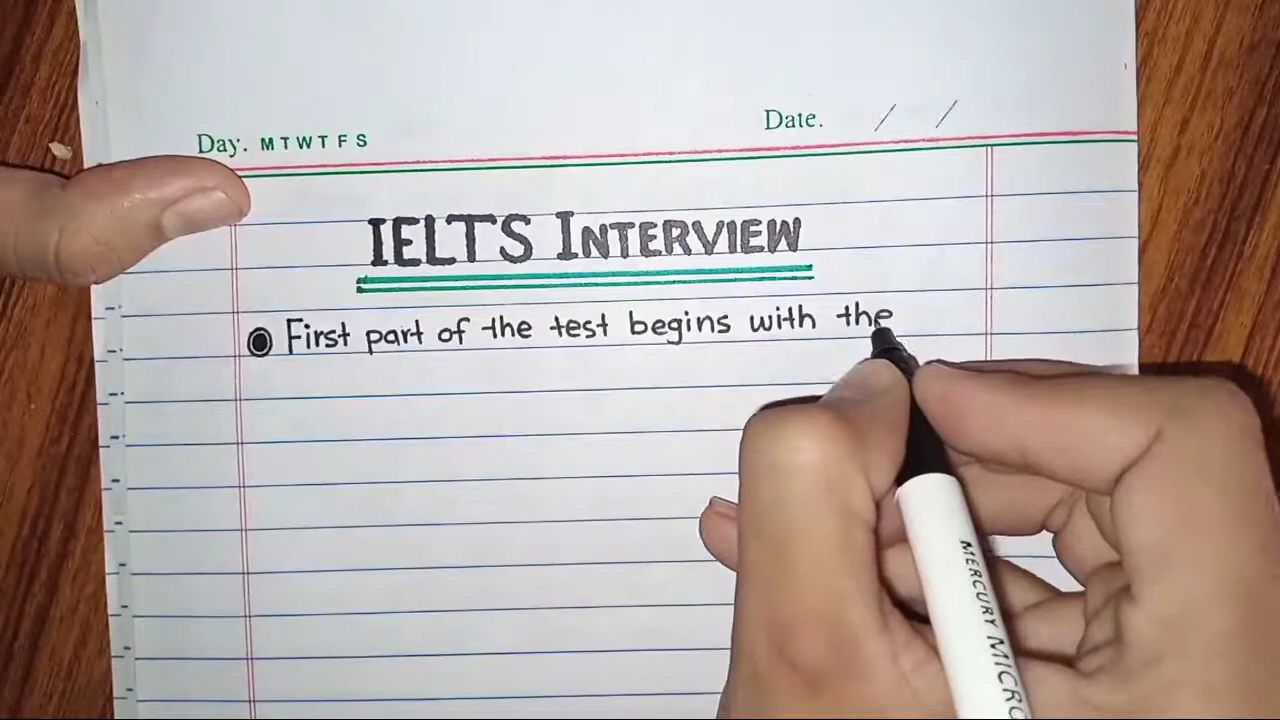 Day. M T W T F S
Date. / /
IELTS INTERVIEW
First part of the test begins with the
MERCURY MICRO